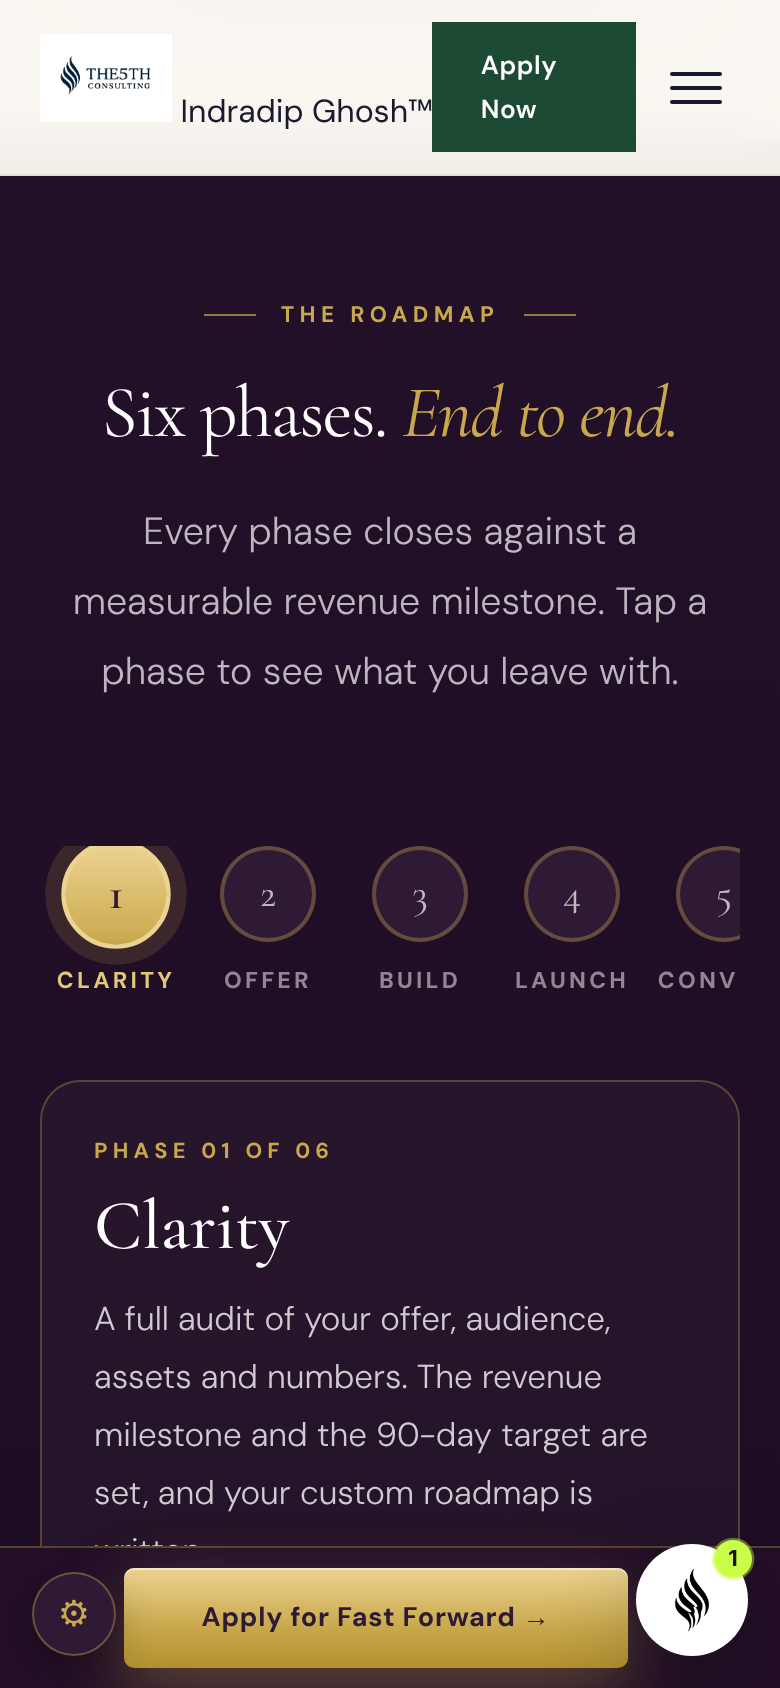 THE5TH
CONSULTING
Indradip Ghosh™
Apply
Now
THE ROADMAP
Six phases. End to end.
Every phase closes against a
measurable revenue milestone. Tap a
phase to see what you leave with.
1 2 3 4 5
CLARITY OFFER BUILD LAUNCH CONV
PHASE 01 OF 06
Clarity
A full audit of your offer, audience,
assets and numbers. The revenue
milestone and the 90-day target are
set, and your custom roadmap is
1
Apply for Fast Forward →